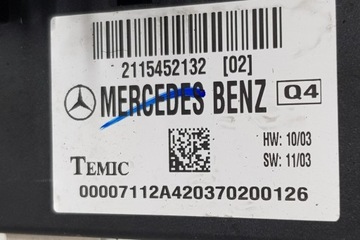 2115452132 [02]
MERCEDES BENZ Q4
HW: 10/03
SW: 11/03
TEMIC
00007112A420370200126